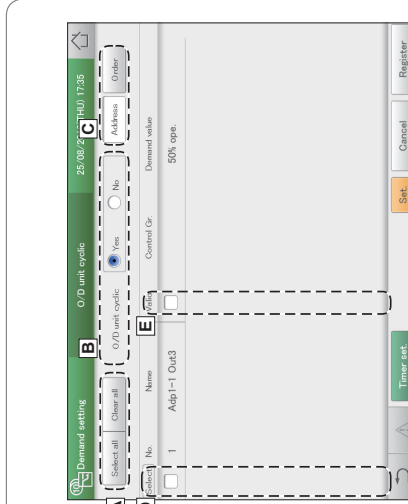 Demand setting O/D unit cyclic 25/08/20 (THU) 17:35
A B C
Select all Clear all O/D unit cyclic Yes No Address Order
E
Select No. Name Valid Control Gr. Demand value
1 Adp1-1 Out3 50% ope.
Timer set. Set. Cancel Register